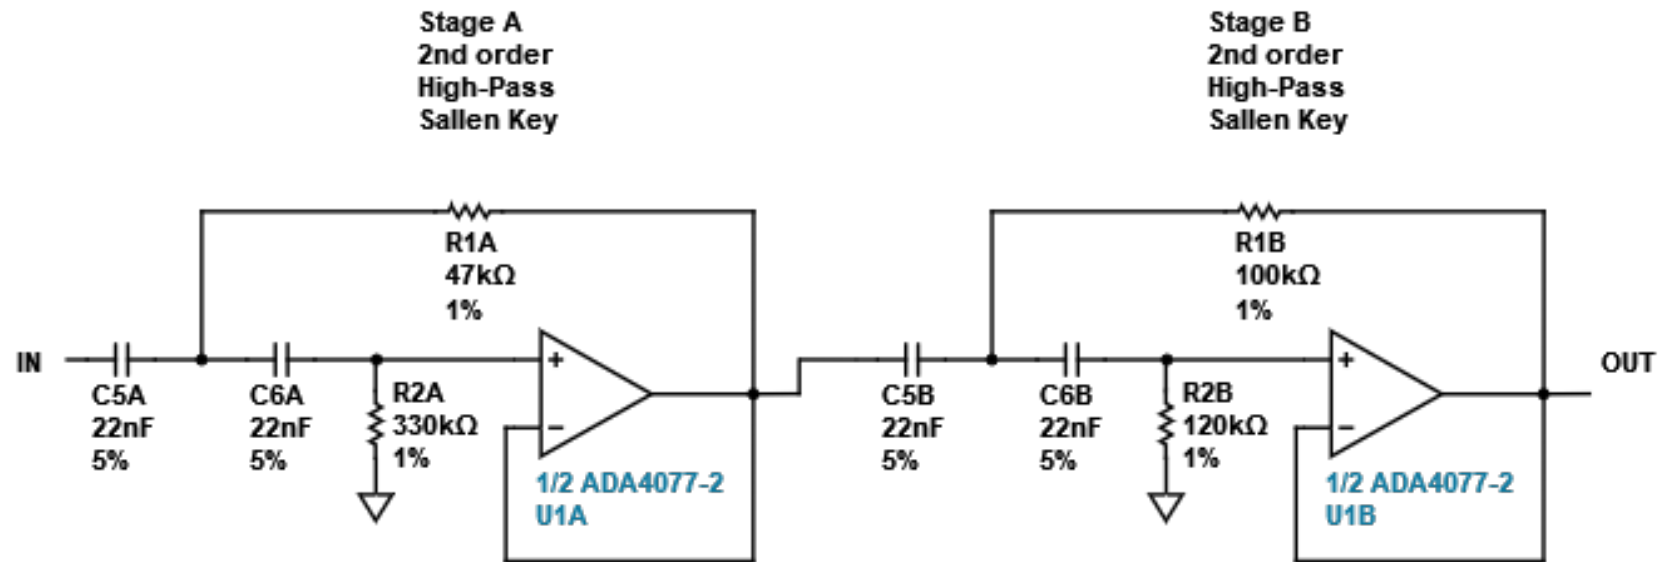 Stage A
2nd order
High-Pass
Sallen Key
Stage B
2nd order
High-Pass
Sallen Key
R1A
47kΩ
1%
R1B
100kΩ
1%
IN
C5A
22nF
5%
C6A
22nF
5%
R2A
330kΩ
1%
+
−
1/2 ADA4077-2
U1A
C5B
22nF
5%
C6B
22nF
5%
R2B
120kΩ
1%
+
−
1/2 ADA4077-2
U1B
OUT